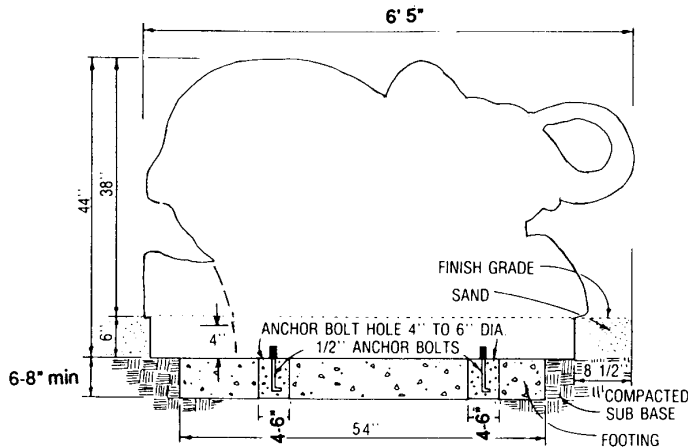 6' 5"
44"
38"
FINISH GRADE
SAND
6"
4"
ANCHOR BOLT HOLE 4" TO 6" DIA.
1/2" ANCHOR BOLTS
6-8" min
8 1/2"
COMPACTED
SUB BASE
4-6"
4-6"
54"
FOOTING